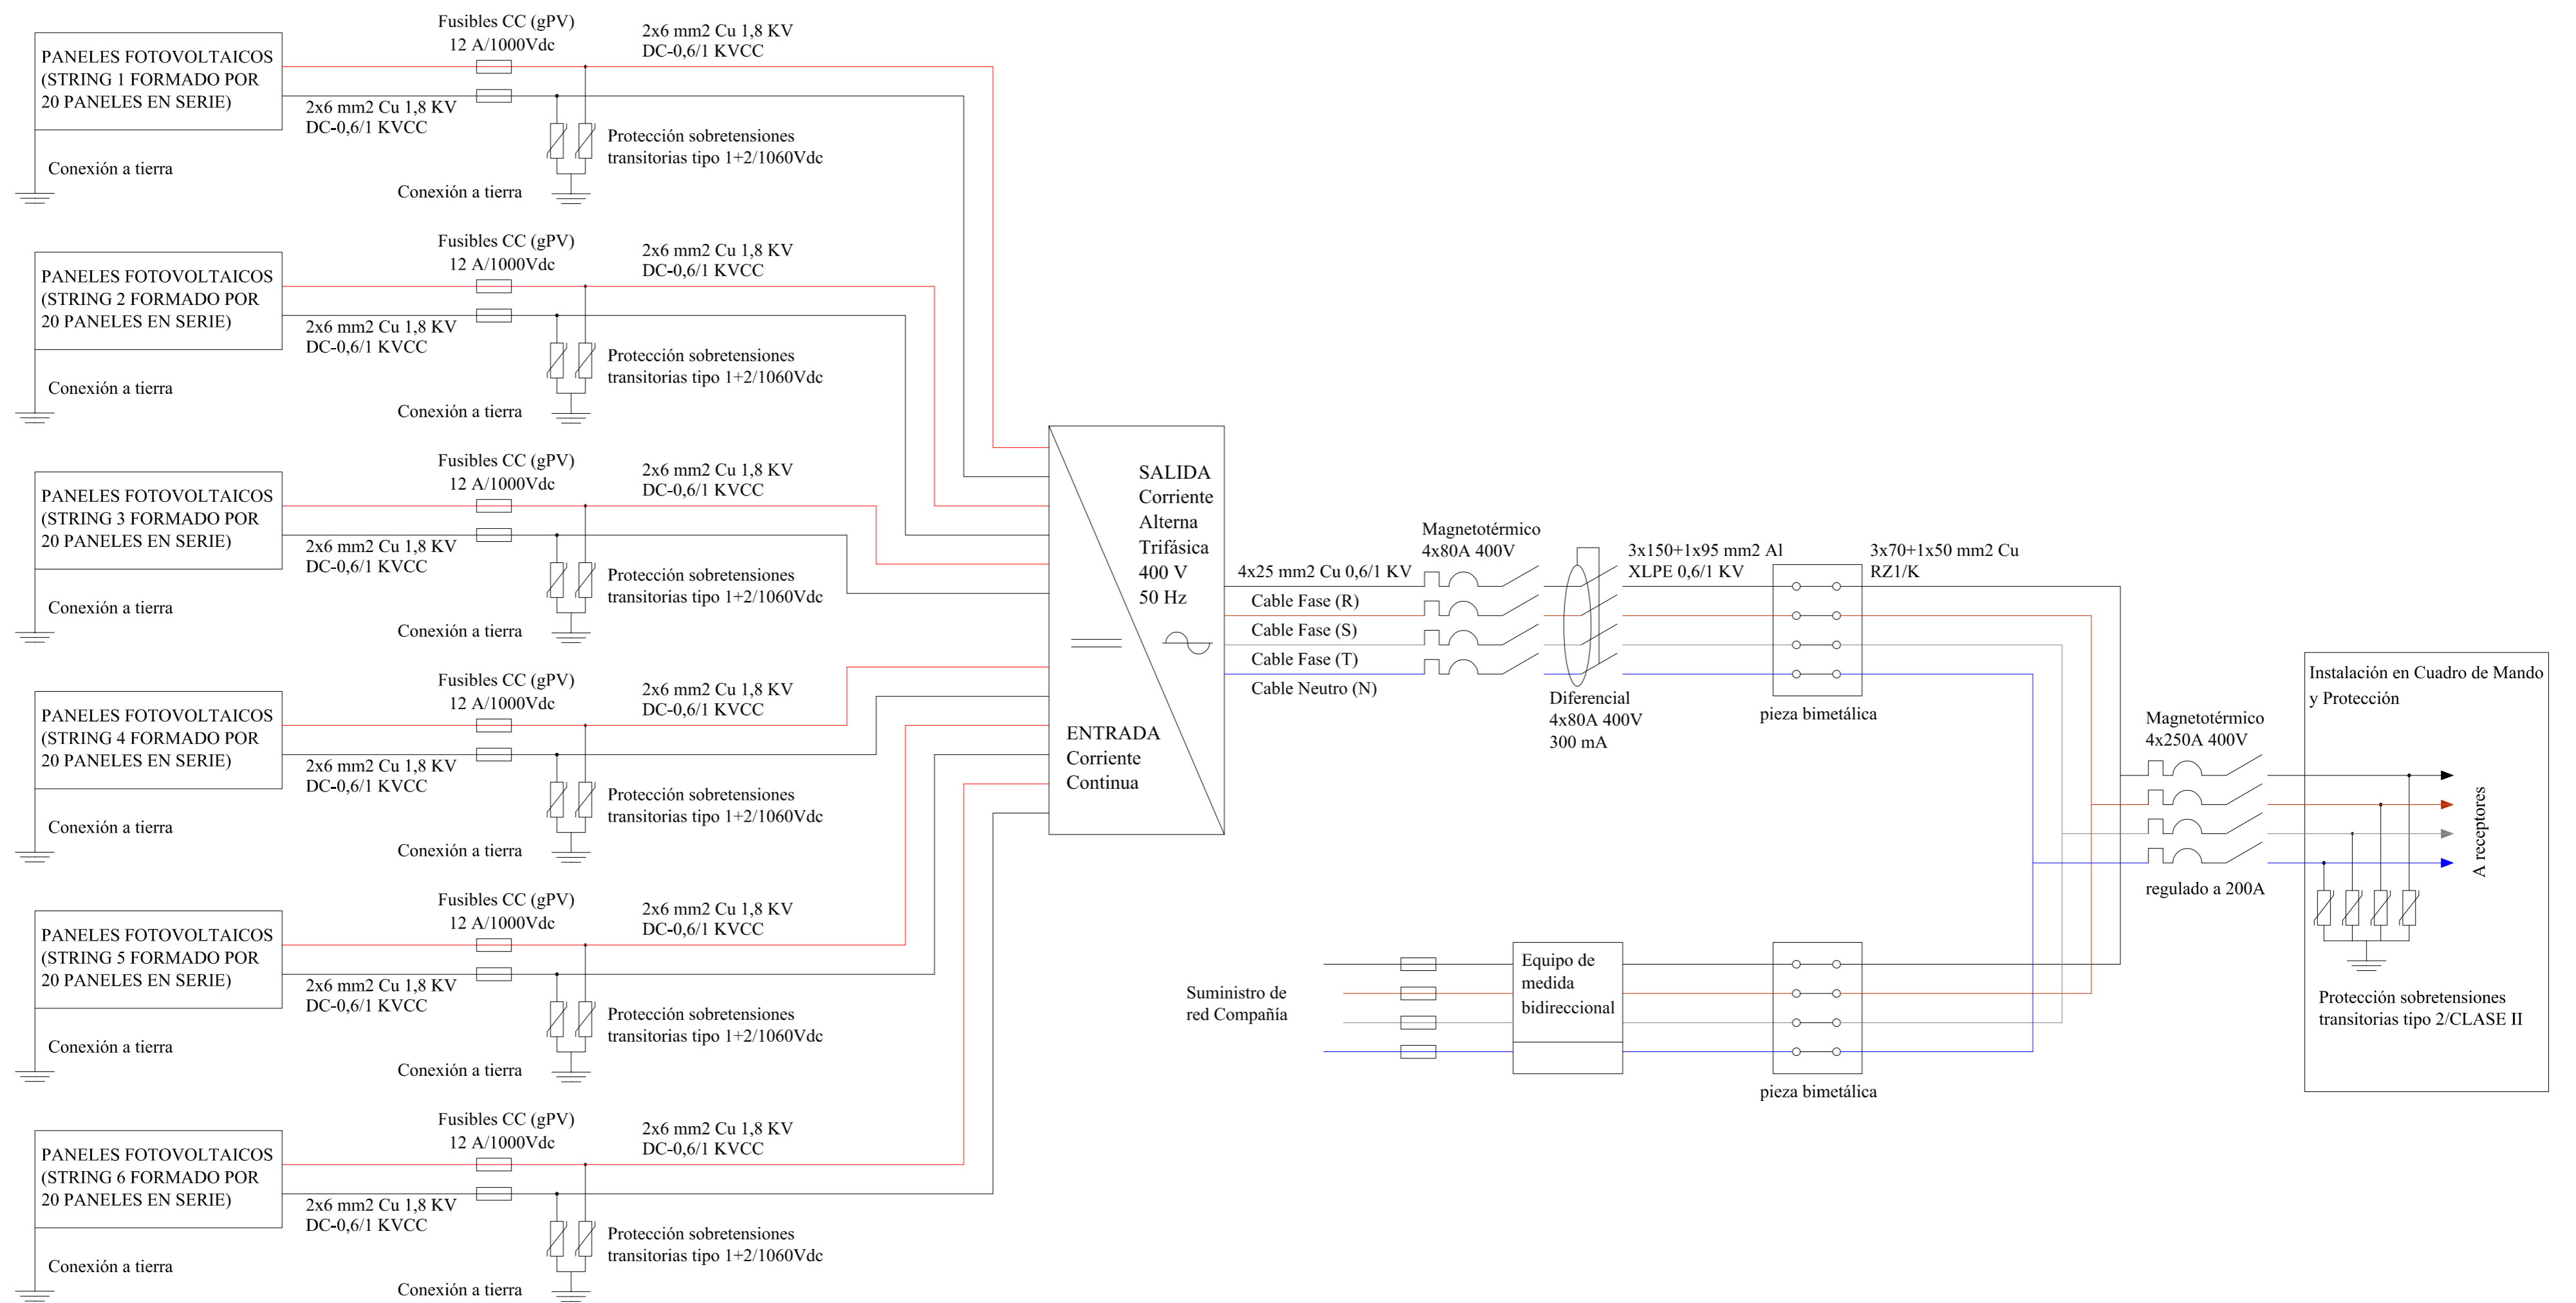 Fusibles CC (gPV)
12 A/1000Vdc
2x6 mm2 Cu 1,8 KV
DC-0,6/1 KVCC
PANELES FOTOVOLTAICOS
(STRING 1 FORMADO POR
20 PANELES EN SERIE)
2x6 mm2 Cu 1,8 KV
DC-0,6/1 KVCC
Protección sobretensiones
transitorias tipo 1+2/1060Vdc
Conexión a tierra
Conexión a tierra
Fusibles CC (gPV)
12 A/1000Vdc
2x6 mm2 Cu 1,8 KV
DC-0,6/1 KVCC
PANELES FOTOVOLTAICOS
(STRING 2 FORMADO POR
20 PANELES EN SERIE)
2x6 mm2 Cu 1,8 KV
DC-0,6/1 KVCC
Protección sobretensiones
transitorias tipo 1+2/1060Vdc
Conexión a tierra
Conexión a tierra
Fusibles CC (gPV)
12 A/1000Vdc
2x6 mm2 Cu 1,8 KV
DC-0,6/1 KVCC
PANELES FOTOVOLTAICOS
(STRING 3 FORMADO POR
20 PANELES EN SERIE)
2x6 mm2 Cu 1,8 KV
DC-0,6/1 KVCC
Protección sobretensiones
transitorias tipo 1+2/1060Vdc
Conexión a tierra
Conexión a tierra
Fusibles CC (gPV)
12 A/1000Vdc
2x6 mm2 Cu 1,8 KV
DC-0,6/1 KVCC
PANELES FOTOVOLTAICOS
(STRING 4 FORMADO POR
20 PANELES EN SERIE)
2x6 mm2 Cu 1,8 KV
DC-0,6/1 KVCC
Protección sobretensiones
transitorias tipo 1+2/1060Vdc
Conexión a tierra
Conexión a tierra
Fusibles CC (gPV)
12 A/1000Vdc
2x6 mm2 Cu 1,8 KV
DC-0,6/1 KVCC
PANELES FOTOVOLTAICOS
(STRING 5 FORMADO POR
20 PANELES EN SERIE)
2x6 mm2 Cu 1,8 KV
DC-0,6/1 KVCC
Protección sobretensiones
transitorias tipo 1+2/1060Vdc
Conexión a tierra
Conexión a tierra
Fusibles CC (gPV)
12 A/1000Vdc
2x6 mm2 Cu 1,8 KV
DC-0,6/1 KVCC
PANELES FOTOVOLTAICOS
(STRING 6 FORMADO POR
20 PANELES EN SERIE)
2x6 mm2 Cu 1,8 KV
DC-0,6/1 KVCC
Protección sobretensiones
transitorias tipo 1+2/1060Vdc
Conexión a tierra
Conexión a tierra
SALIDA
Corriente
Alterna
Trifásica
400 V
50 Hz
ENTRADA
Corriente
Continua
4x25 mm2 Cu 0,6/1 KV
Cable Fase (R)
Cable Fase (S)
Cable Fase (T)
Cable Neutro (N)
Magnetotérmico
4x80A 400V
Diferencial
4x80A 400V
300 mA
3x150+1x95 mm2 Al
XLPE 0,6/1 KV
pieza bimetálica
3x70+1x50 mm2 Cu
RZ1/K
Suministro de
red Compañía
Equipo de
medida
bidireccional
pieza bimetálica
Magnetotérmico
4x250A 400V
regulado a 200A
Instalación en Cuadro de Mando
y Protección
A receptores
Protección sobretensiones
transitorias tipo 2/CLASE II